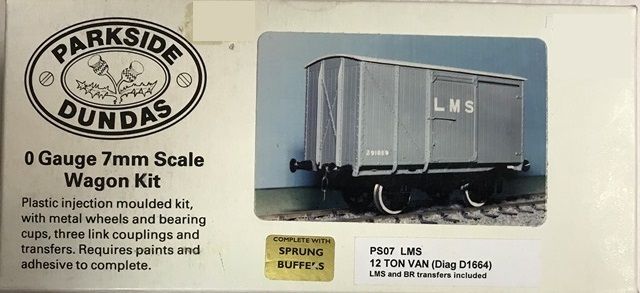 PARKSIDE
DUNDAS
0 Gauge 7mm Scale
Wagon Kit
Plastic injection moulded kit,
with metal wheels and bearing
cups, three link couplings and
transfers. Requires paints and
adhesive to complete.
LMS
COMPLETE WITH
SPRUNG
BUFFE'.S
PS07 LMS
12 TON VAN (Diag D1664)
LMS and BR transfers included